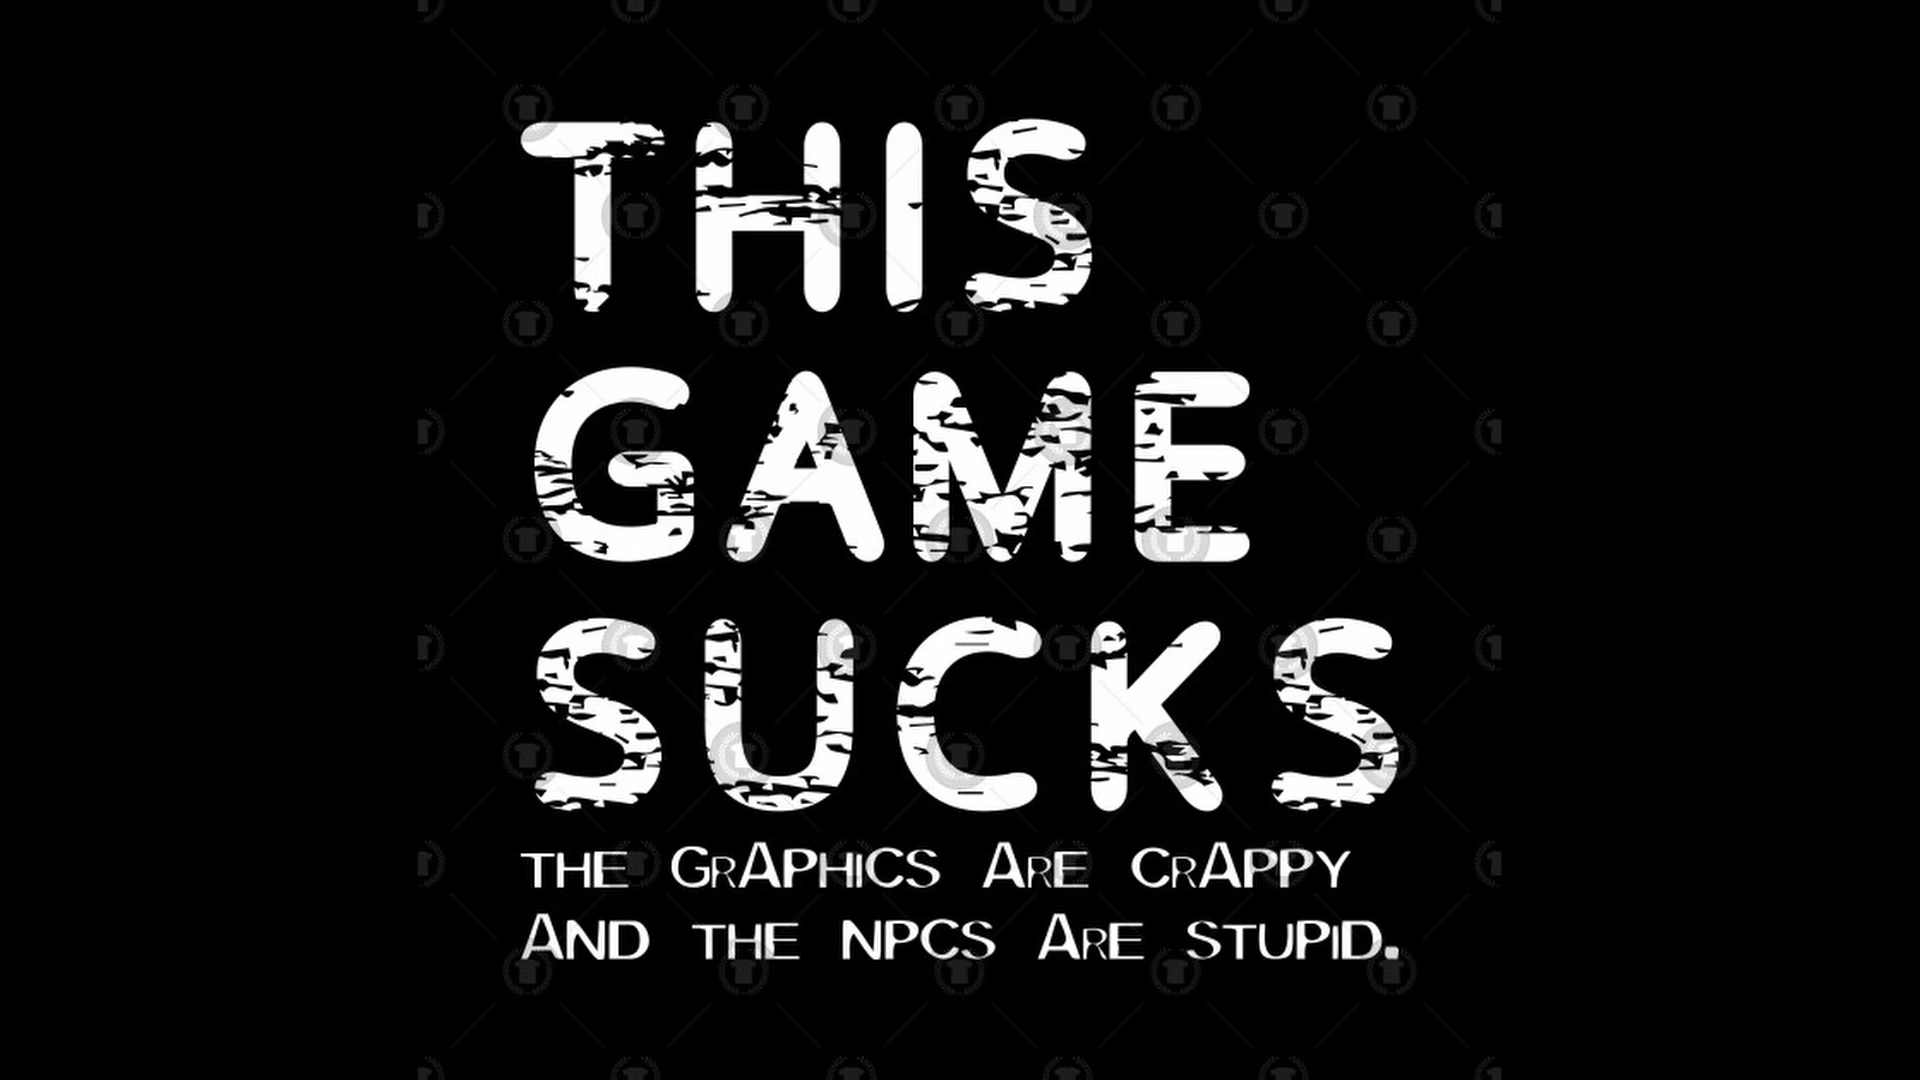 THIS
GAME
SUCKS
THE GRAPHICS ARE CRAPPY
AND THE NPCS ARE STUPID.